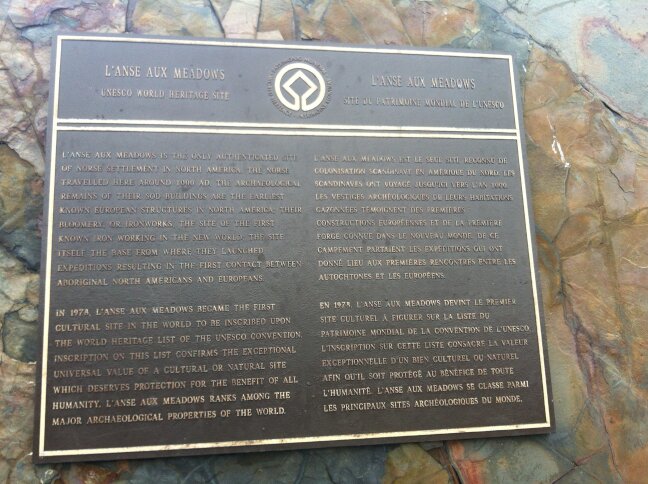 L'ANSE AUX MEADOWS
UNESCO WORLD HERITAGE SITE
L'ANSE AUX MEADOWS
SITE DU PATRIMOINE MONDIAL DE L'UNESCO
L'ANSE AUX MEADOWS IS THE ONLY AUTHENTICATED SITE
OF NORSE SETTLEMENT IN NORTH AMERICA. THE NORSE
TRAVELLED HERE AROUND 1000 AD. THE ARCHAEOLOGICAL
REMAINS OF THEIR SOD BUILDINGS ARE THE EARLIEST
KNOWN EUROPEAN STRUCTURES IN NORTH AMERICA; THEIR
BLOOMERY, OR IRONWORKS, THE SITE OF THE FIRST
KNOWN IRON WORKING IN THE NEW WORLD; THE SITE
ITSELF THE BASE FROM WHERE THEY LAUNCHED
EXPEDITIONS RESULTING IN THE FIRST CONTACT BETWEEN
ABORIGINAL NORTH AMERICANS AND EUROPEANS.
IN 1978, L'ANSE AUX MEADOWS BECAME THE FIRST
CULTURAL SITE IN THE WORLD TO BE INSCRIBED UPON
THE WORLD HERITAGE LIST OF THE UNESCO CONVENTION.
INSCRIPTION ON THIS LIST CONFIRMS THE EXCEPTIONAL
UNIVERSAL VALUE OF A CULTURAL OR NATURAL SITE
WHICH DESERVES PROTECTION FOR THE BENEFIT OF ALL
HUMANITY. L'ANSE AUX MEADOWS RANKS AMONG THE
MAJOR ARCHAEOLOGICAL PROPERTIES OF THE WORLD.
L'ANSE AUX MEADOWS EST LE SEUL SITE RECONNU DE
COLONISATION SCANDINAVE EN AMÉRIQUE DU NORD. LES
SCANDINAVES ONT VOYAGÉ JUSQU'ICI VERS L'AN 1000.
LES VESTIGES ARCHÉOLOGIQUES DE LEURS HABITATIONS
GAZONNÉES TÉMOIGNENT DES PREMIÈRES
CONSTRUCTIONS EUROPÉENNES ET DE LA PREMIÈRE
FORGE CONNUE DANS LE NOUVEAU MONDE. DE CE
CAMPEMENT PARTAIENT LES EXPÉDITIONS QUI ONT
DONNÉ LIEU AUX PREMIÈRES RENCONTRES ENTRE LES
AUTOCHTONES ET LES EUROPÉENS.
EN 1978, L'ANSE AUX MEADOWS DEVINT LE PREMIER
SITE CULTUREL À FIGURER SUR LA LISTE DU
PATRIMOINE MONDIAL DE LA CONVENTION DE L'UNESCO.
L'INSCRIPTION SUR CETTE LISTE CONSACRE LA VALEUR
EXCEPTIONNELLE D'UN BIEN CULTUREL OU NATUREL
AFIN QU'IL SOIT PROTÉGÉ AU BÉNÉFICE DE TOUTE
L'HUMANITÉ. L'ANSE AUX MEADOWS SE CLASSE PARMI
LES PRINCIPAUX SITES ARCHÉOLOGIQUES DU MONDE.